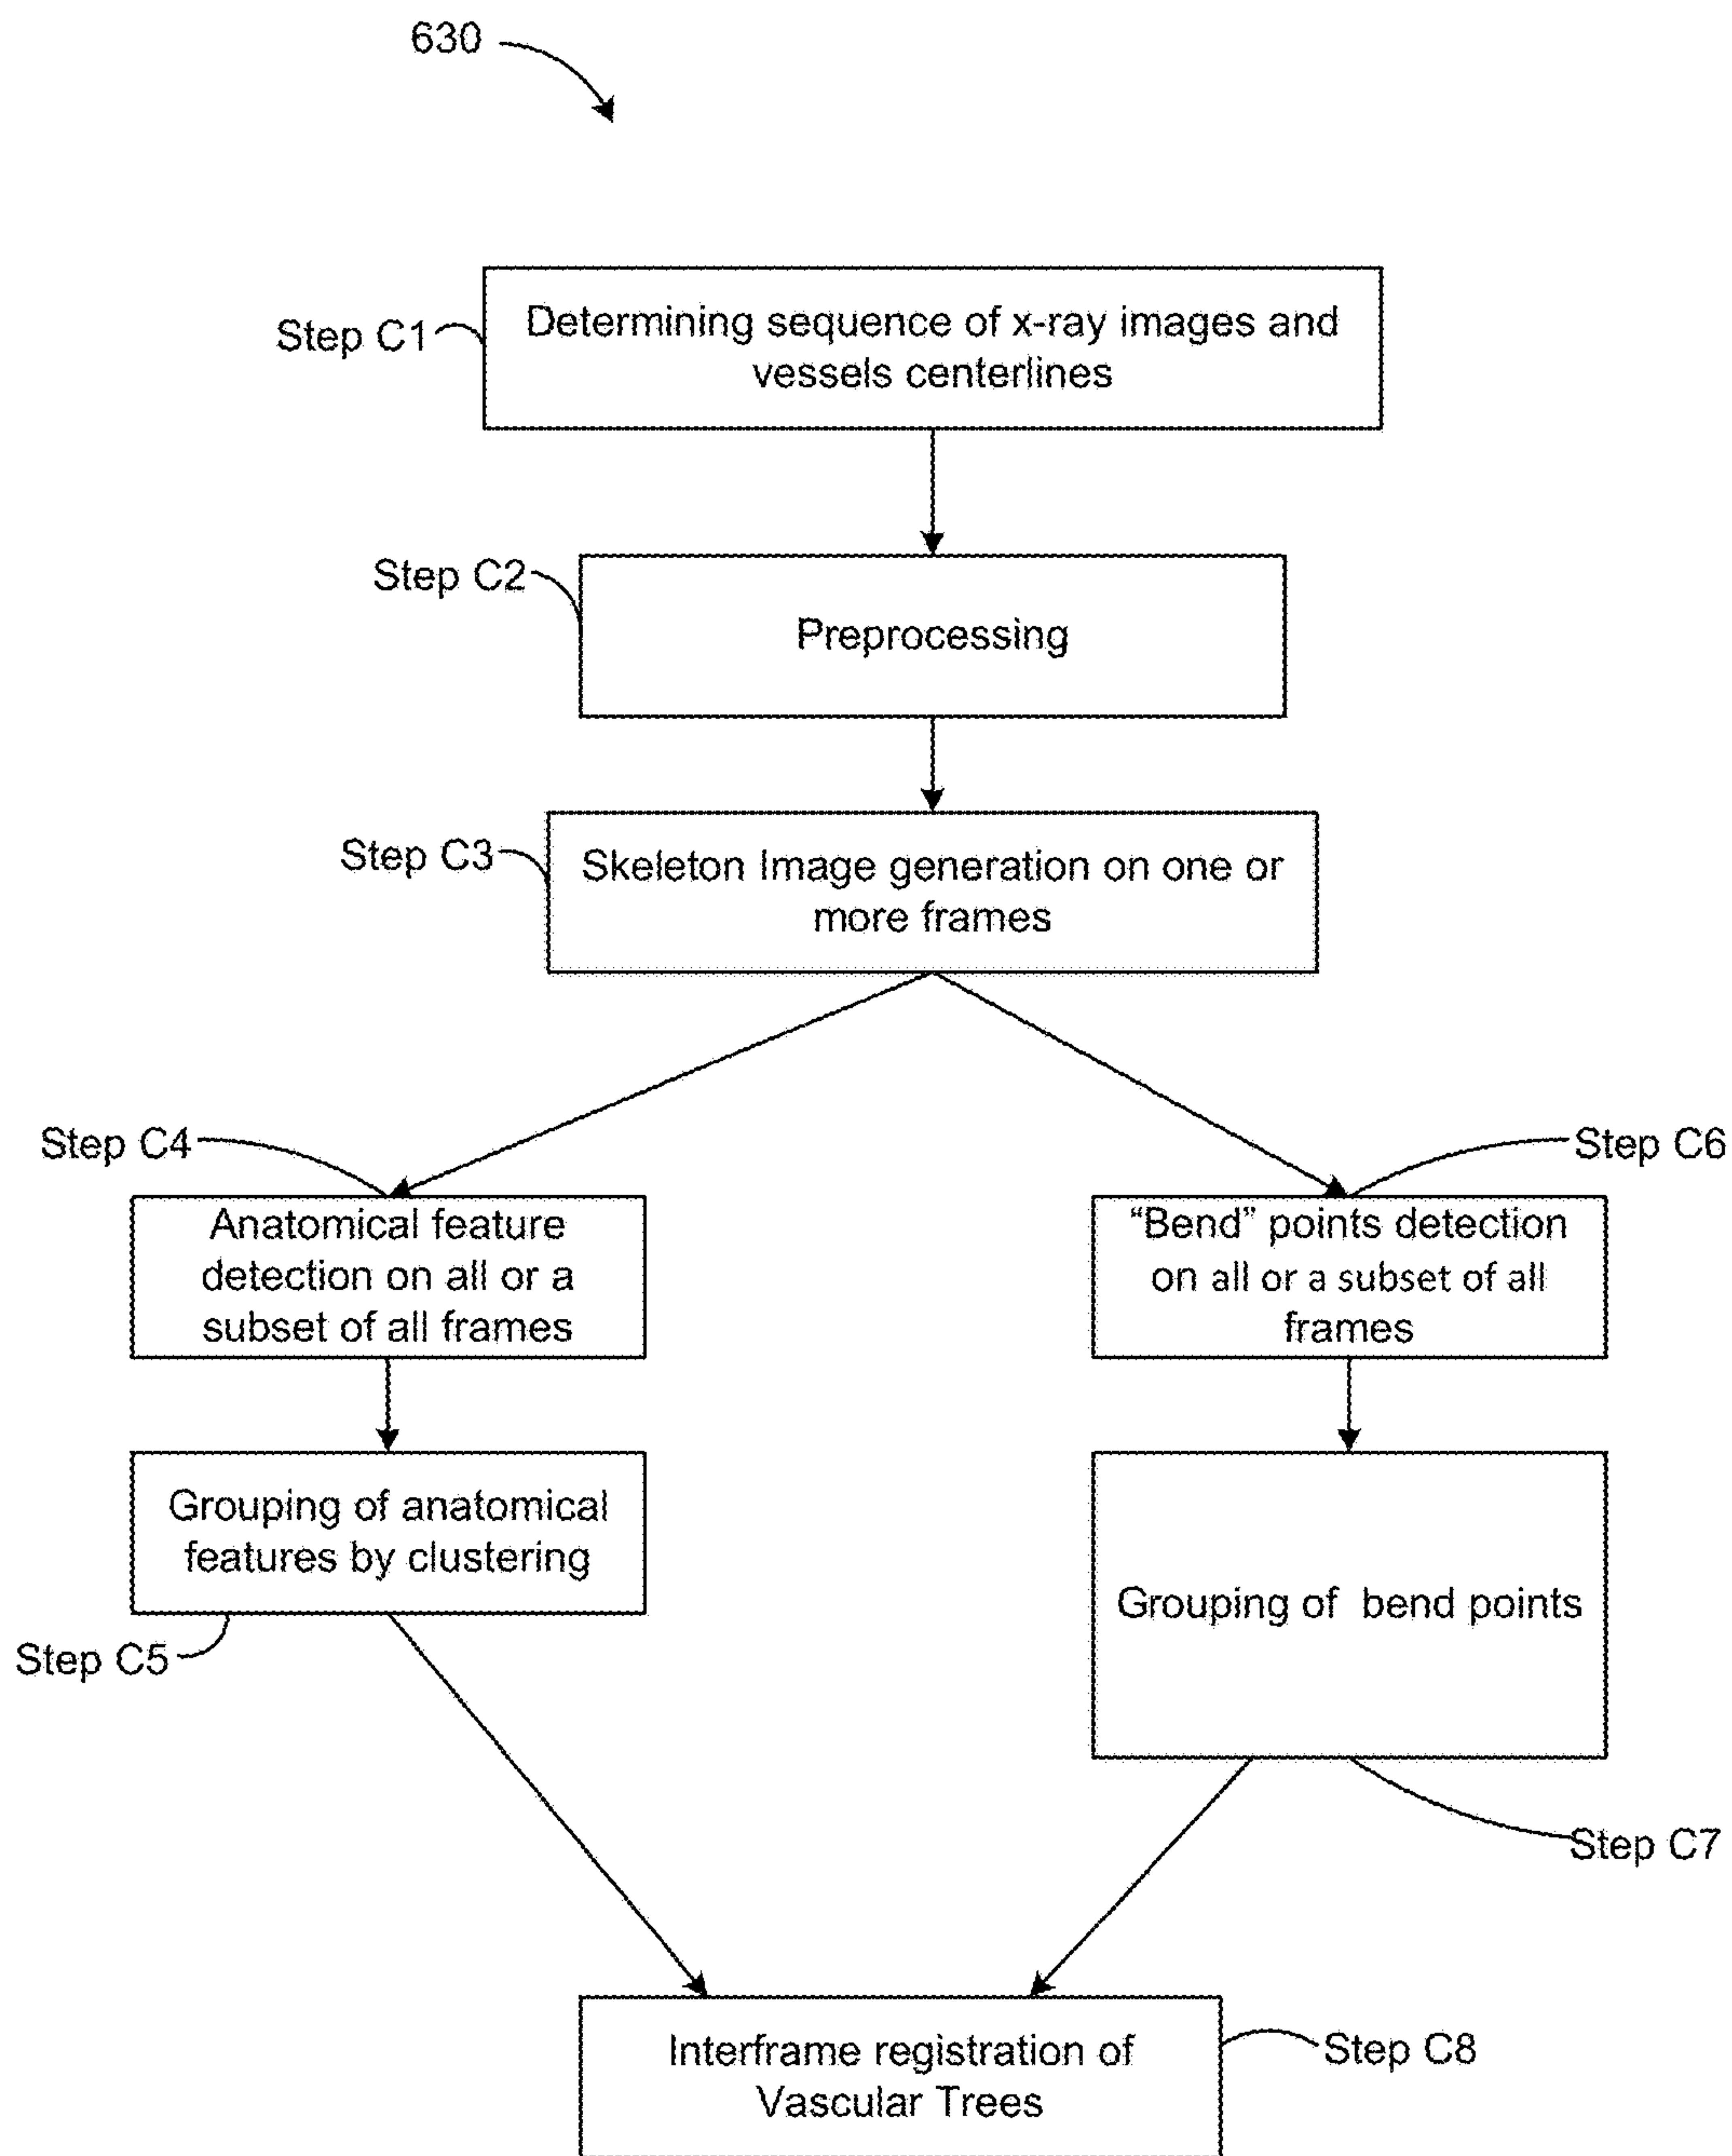 630
Step C1
Determining sequence of x-ray images and
vessels centerlines
Step C2
Preprocessing
Step C3
Skeleton Image generation on one or
more frames
Step C4
Anatomical feature
detection on all or a
subset of all frames
Step C6
“Bend” points detection
on all or a subset of all
frames
Grouping of anatomical
features by clustering
Step C5
Grouping of bend points
Step C7
Interframe registration of
Vascular Trees
Step C8